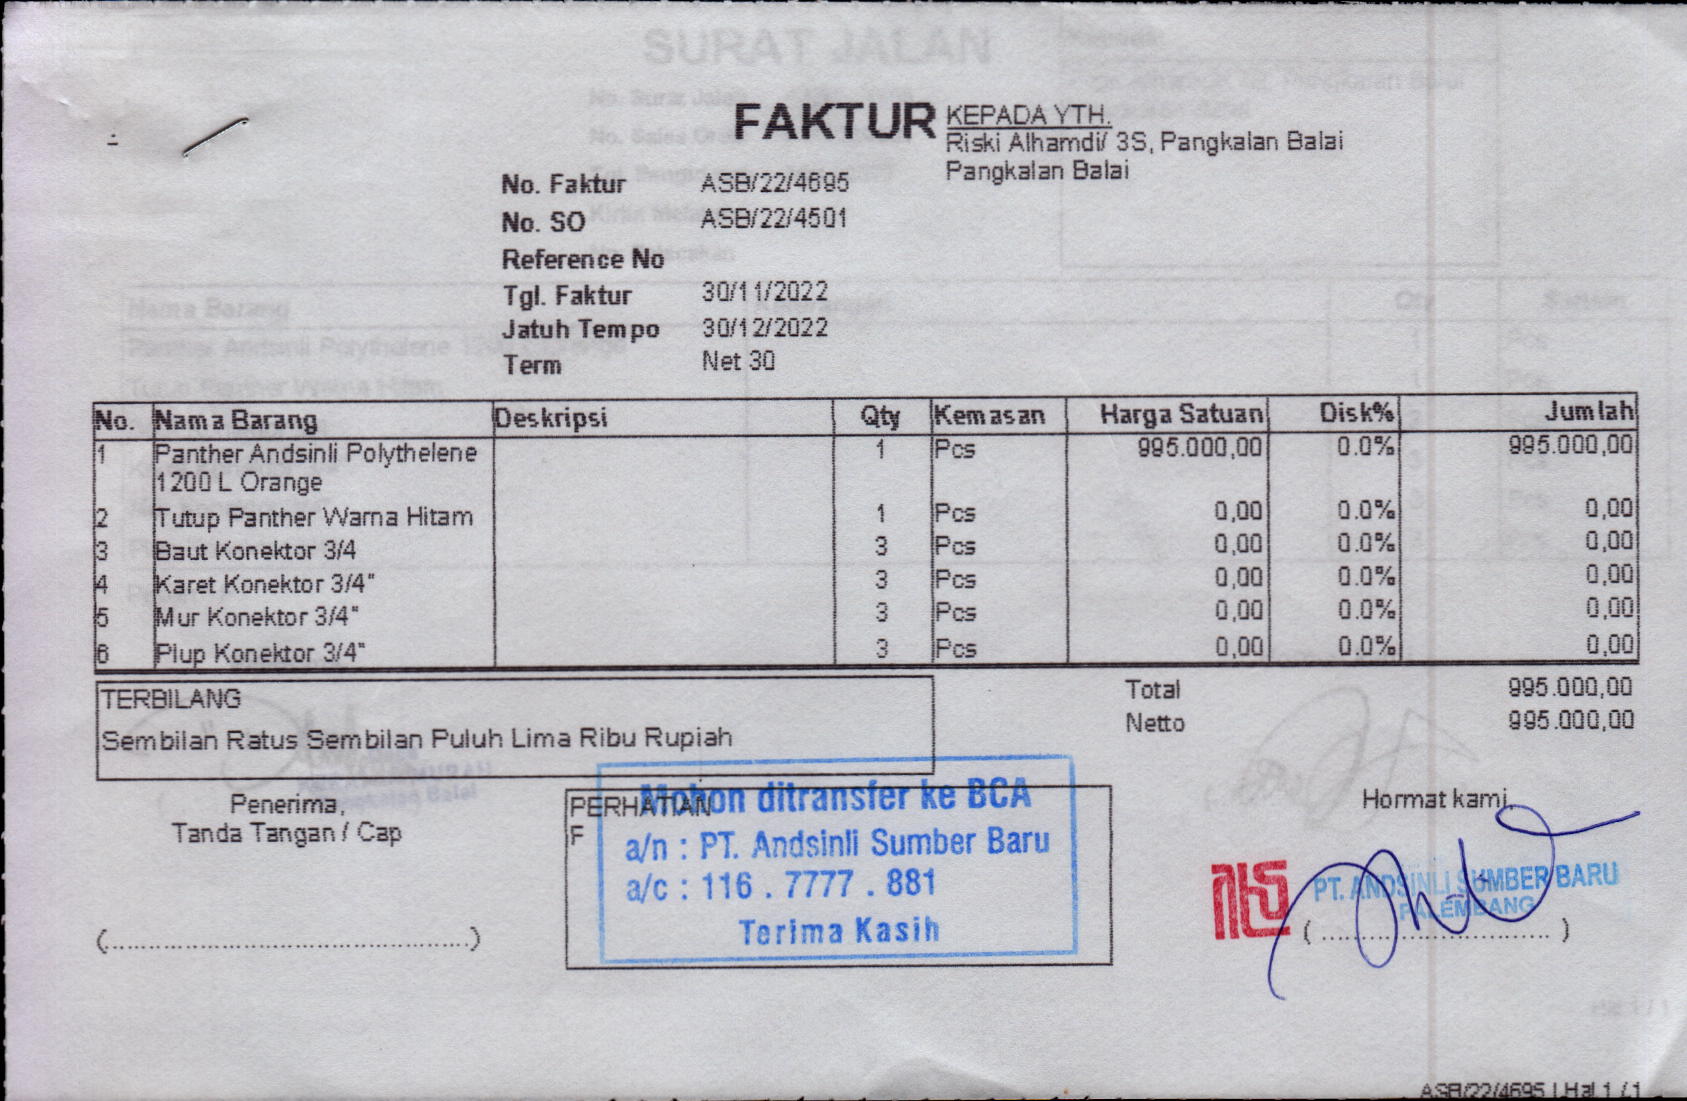 SURAT JALAN
FAKTUR
KEPADA YTH.
Riski Alhamdi/ 3S, Pangkalan Balai
Pangkalan Balai
No. Faktur ASB/22/4695
No. SO ASB/22/4501
Reference No
Tgl. Faktur 30/11/2022
Jatuh Tempo 30/12/2022
Term Net 30
No. Nama Barang Deskripsi Qty Kemasan Harga Satuan Disk% Jumlah
1 Panther Andsinli Polythelene 1 Pcs 995.000,00 0.0% 995.000,00
1200 L Orange
2 Tutup Panther Warna Hitam 1 Pcs 0,00 0.0% 0,00
3 Baut Konektor 3/4 3 Pcs 0,00 0.0% 0,00
4 Karet Konektor 3/4" 3 Pcs 0,00 0.0% 0,00
5 Mur Konektor 3/4" 3 Pcs 0,00 0.0% 0,00
6 Plup Konektor 3/4" 3 Pcs 0,00 0.0% 0,00
TERBILANG
Sembilan Ratus Sembilan Puluh Lima Ribu Rupiah
Total 995.000,00
Netto 995.000,00
Penerima,
Tanda Tangan / Cap
(............................................)
PERHATIAN
F
Mohon ditransfer ke BCA
a/n : PT. Andsinli Sumber Baru
a/c : 116 . 7777 . 881
Terima Kasih
Hormat kami,
PT. ANDSINLI SUMBER BARU
PALEMBANG
( ............................ )
ASB/22/4695 | Hal 1 / 1